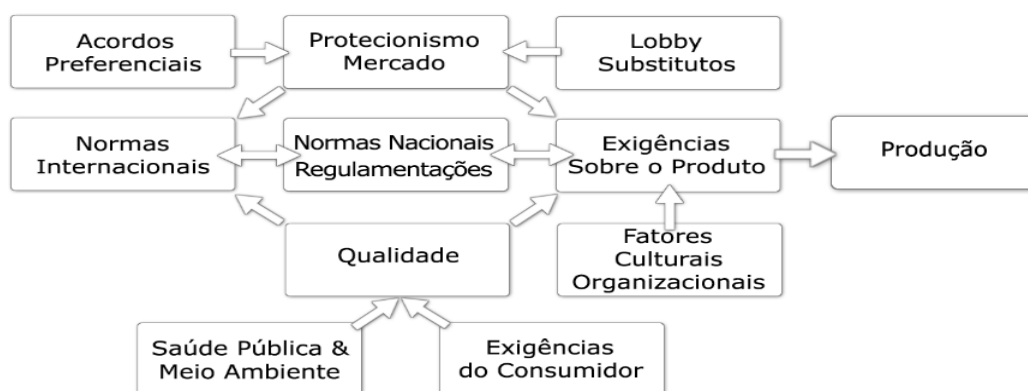 Acordos
Preferenciais
Protecionismo
Mercado
Lobby
Substitutos
Normas
Internacionais
Normas Nacionais
Regulamentações
Exigências
Sobre o Produto
Produção
Qualidade
Fatores
Culturais
Organizacionais
Saúde Pública &
Meio Ambiente
Exigências
do Consumidor